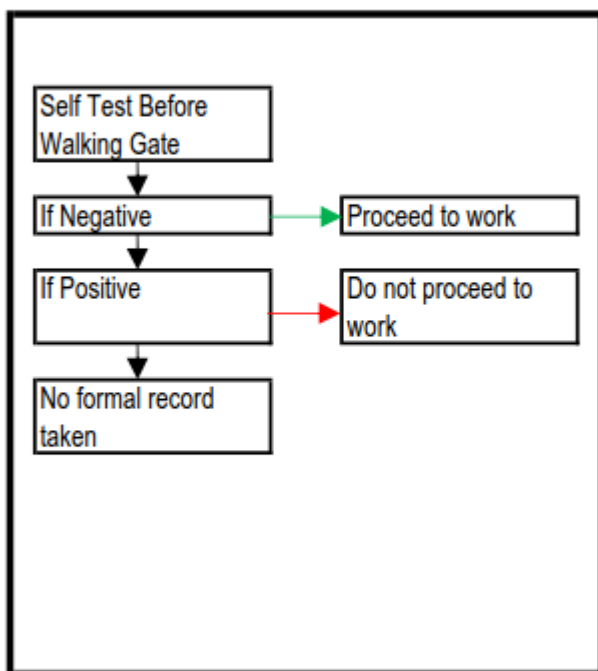 Self Test Before
Walking Gate
If Negative
Proceed to work
If Positive
Do not proceed to
work
No formal record
taken